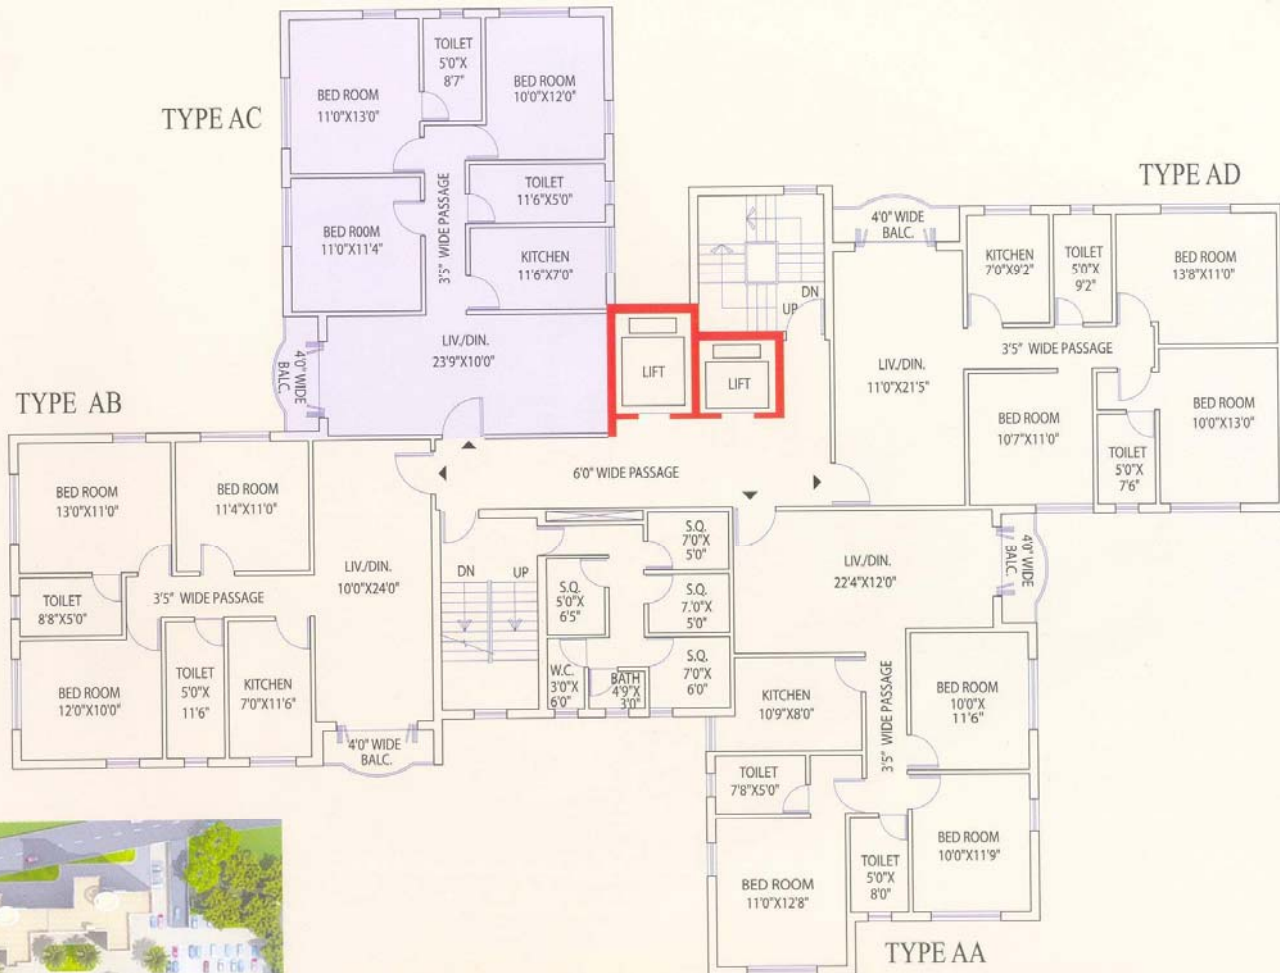 TYPE AC
BED ROOM
11'0"X13'0"
TOILET
5'0"X
8'7"
BED ROOM
10'0"X12'0"
BED ROOM
11'0"X11'4"
3'5" WIDE PASSAGE
TOILET
11'6"X5'0"
KITCHEN
11'6"X7'0"
LIV./DIN.
23'9"X10'0"
4'0" WIDE
BALC.
LIFT
LIFT
DN
UP
TYPE AD
4'0" WIDE
BALC.
KITCHEN
7'0"X9'2"
TOILET
5'0"X
9'2"
BED ROOM
13'8"X11'0"
3'5" WIDE PASSAGE
LIV./DIN.
11'0"X21'5"
BED ROOM
10'7"X11'0"
TOILET
5'0"X
7'6"
BED ROOM
10'0"X13'0"
TYPE AB
BED ROOM
13'0"X11'0"
BED ROOM
11'4"X11'0"
LIV./DIN.
10'0"X24'0"
TOILET
8'8"X5'0"
3'5" WIDE PASSAGE
BED ROOM
12'0"X10'0"
TOILET
5'0"X
11'6"
KITCHEN
7'0"X11'6"
4'0" WIDE
BALC.
6'0" WIDE PASSAGE
DN
UP
S.Q.
7'0"X
5'0"
S.Q.
5'0"X
6'5"
S.Q.
7.'0"X
5'0"
S.Q.
7'0"X
6'0"
W.C.
3'0"X
6'0"
BATH
4'9"X
3'0"
LIV./DIN.
22'4"X12'0"
4'0" WIDE
BALC.
KITCHEN
10'9"X8'0"
3'5" WIDE PASSAGE
BED ROOM
10'0"X
11'6"
TOILET
7'8"X5'0"
BED ROOM
11'0"X12'8"
TOILET
5'0"X
8'0"
BED ROOM
10'0"X11'9"
TYPE AA